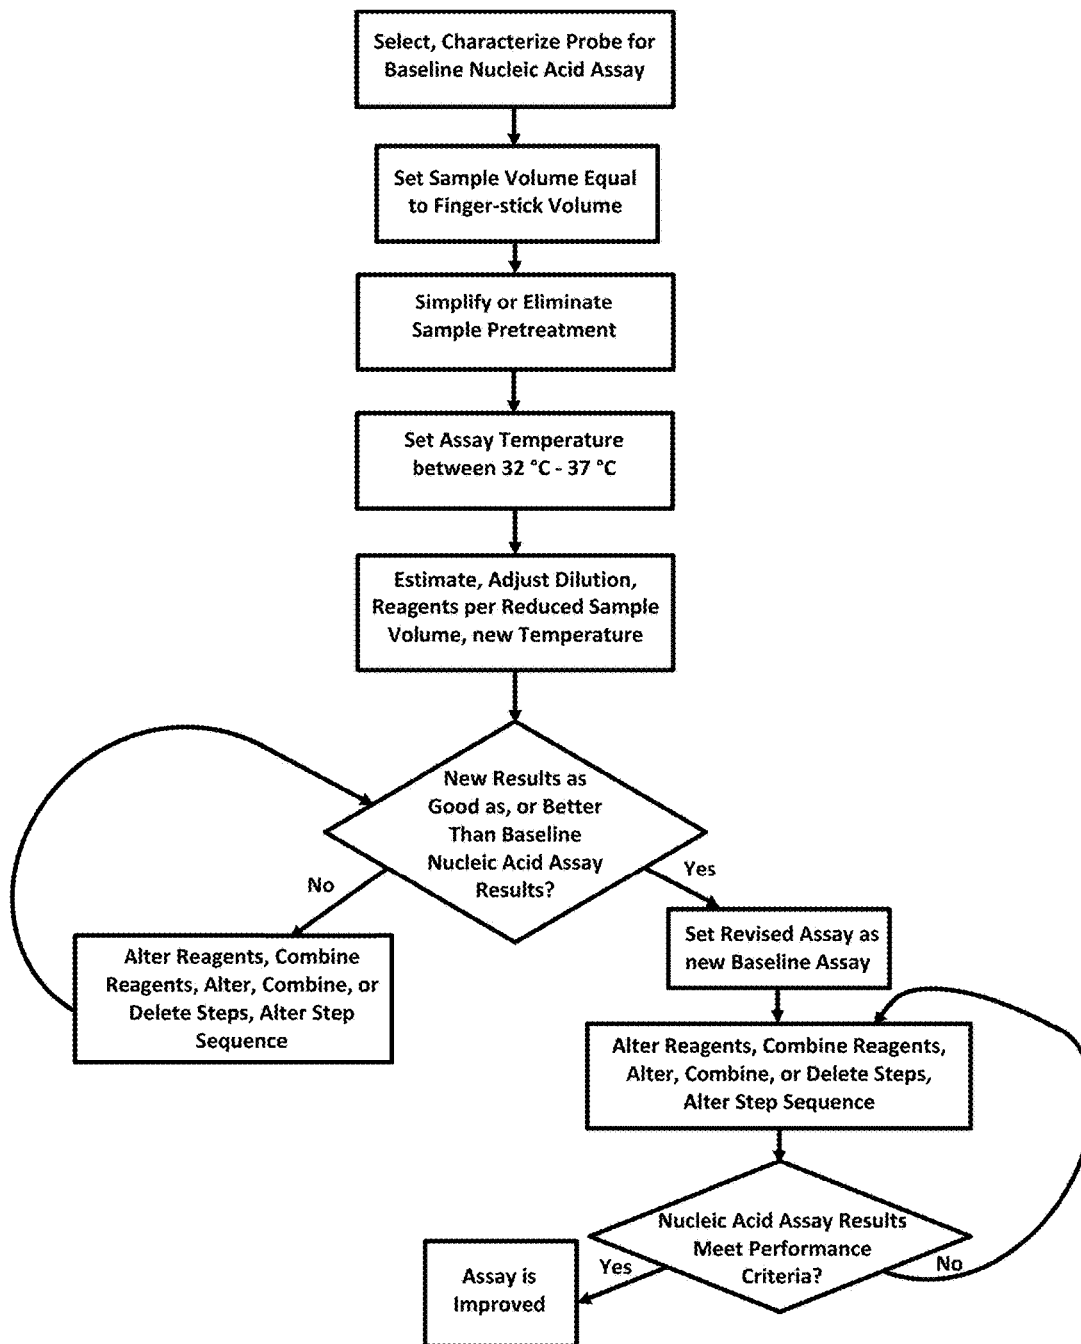 Select, Characterize Probe for
Baseline Nucleic Acid Assay
Set Sample Volume Equal
to Finger-stick Volume
Simplify or Eliminate
Sample Pretreatment
Set Assay Temperature
between 32 °C - 37 °C
Estimate, Adjust Dilution,
Reagents per Reduced Sample
Volume, new Temperature
New Results as
Good as, or Better
Than Baseline
Nucleic Acid Assay
Results?
No
Yes
Alter Reagents, Combine
Reagents, Alter, Combine, or
Delete Steps, Alter Step
Sequence
Set Revised Assay as
new Baseline Assay
Alter Reagents, Combine Reagents,
Alter, Combine, or Delete Steps,
Alter Step Sequence
Nucleic Acid Assay Results
Meet Performance
Criteria?
Yes
No
Assay is
Improved